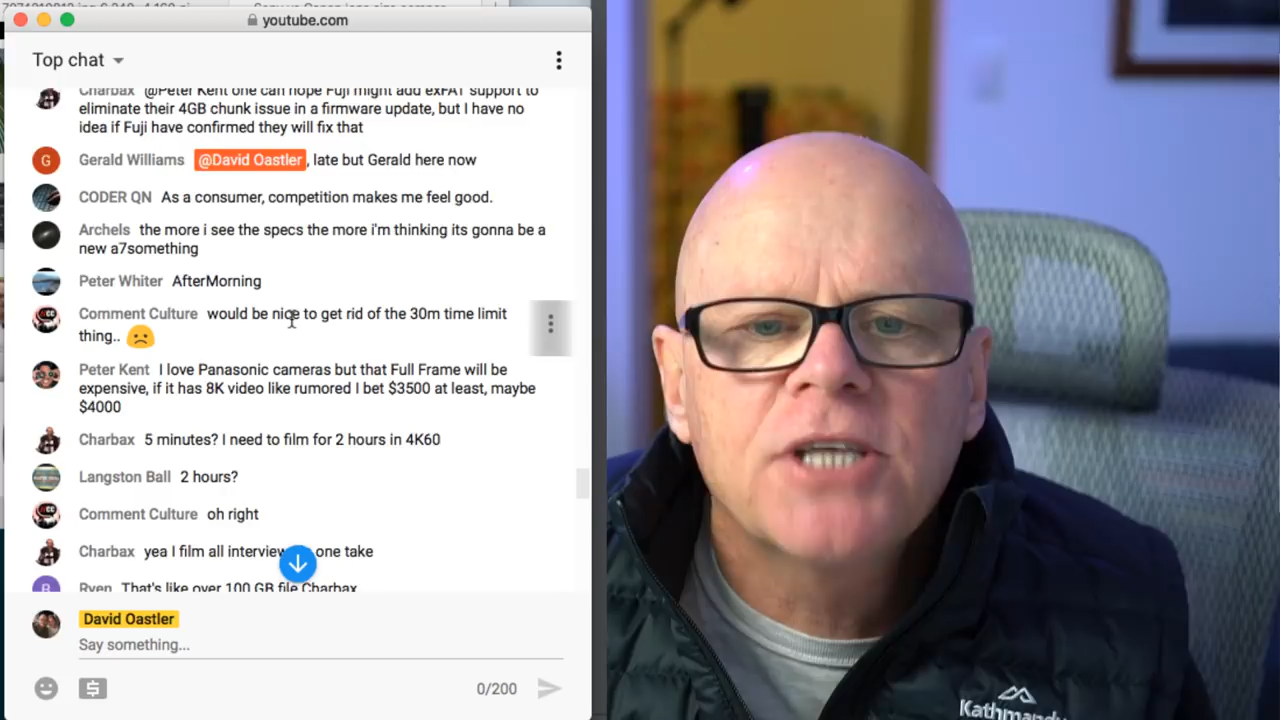 youtube.com
Top chat
Charbax @Peter Kent one can hope Fuji might add exFAT support to
eliminate their 4GB chunk issue in a firmware update, but I have no
idea if Fuji have confirmed they will fix that
G
Gerald Williams @David Oastler, late but Gerald here now
CODER QN As a consumer, competition makes me feel good.
Archels the more i see the specs the more i'm thinking its gonna be a
new a7something
Peter Whiter AfterMorning
Comment Culture would be nice to get rid of the 30m time limit
thing..
Peter Kent I love Panasonic cameras but that Full Frame will be
expensive, if it has 8K video like rumored I bet $3500 at least, maybe
$4000
Charbax 5 minutes? I need to film for 2 hours in 4K60
Langston Ball 2 hours?
Comment Culture oh right
Charbax yea I film all interview one take
That's like over 100 GB file Charbax
David Oastler
Say something...
0/200
Kathmandu